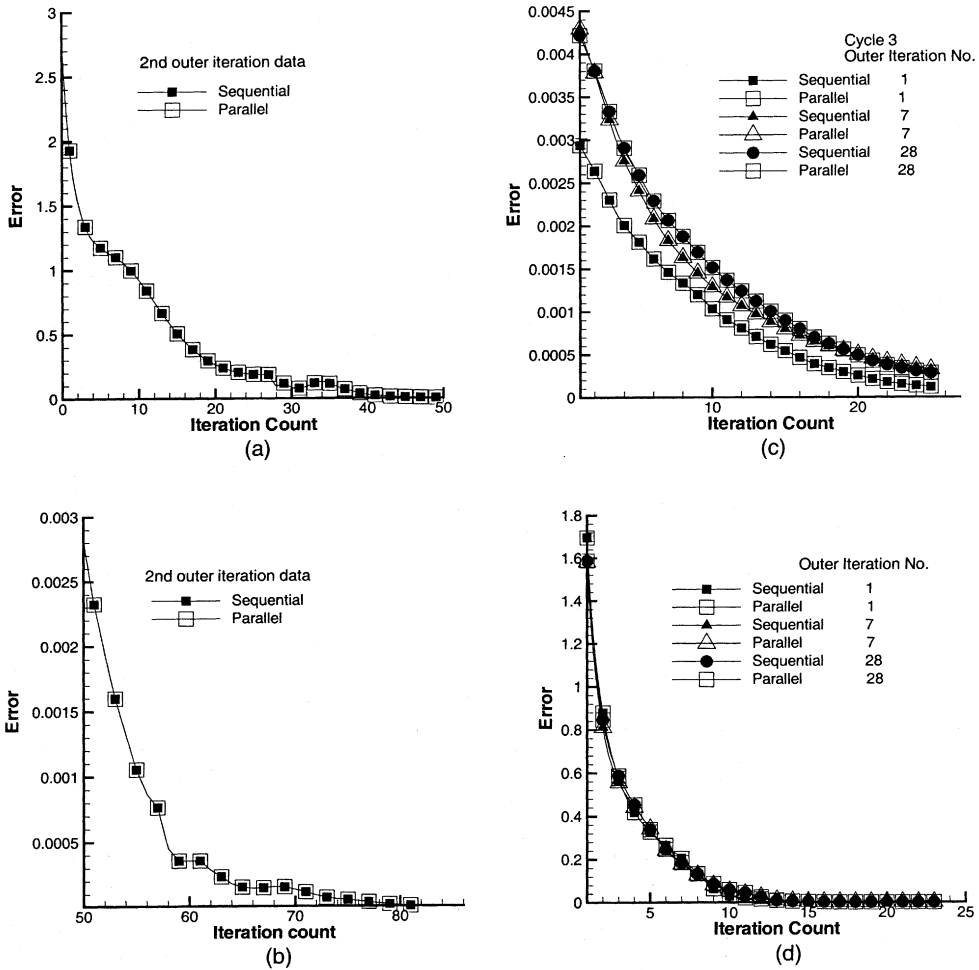 3
2.5
2
1.5
1
0.5
0
Error
2nd outer iteration data
Sequential
Parallel
0 10 20 30 40 50
Iteration Count
(a)
0.0045
0.004
0.0035
0.003
0.0025
0.002
0.0015
0.001
0.0005
0
Error
Cycle 3
Outer Iteration No.
Sequential 1
Parallel 1
Sequential 7
Parallel 7
Sequential 28
Parallel 28
10 20
Iteration Count
(c)
0.003
0.0025
0.002
0.0015
0.001
0.0005
Error
2nd outer iteration data
Sequential
Parallel
50 60 70 80
Iteration count
(b)
1.8
1.6
1.4
1.2
1
0.8
0.6
0.4
0.2
0
Error
Outer Iteration No.
Sequential 1
Parallel 1
Sequential 7
Parallel 7
Sequential 28
Parallel 28
5 10 15 20 25
Iteration Count
(d)